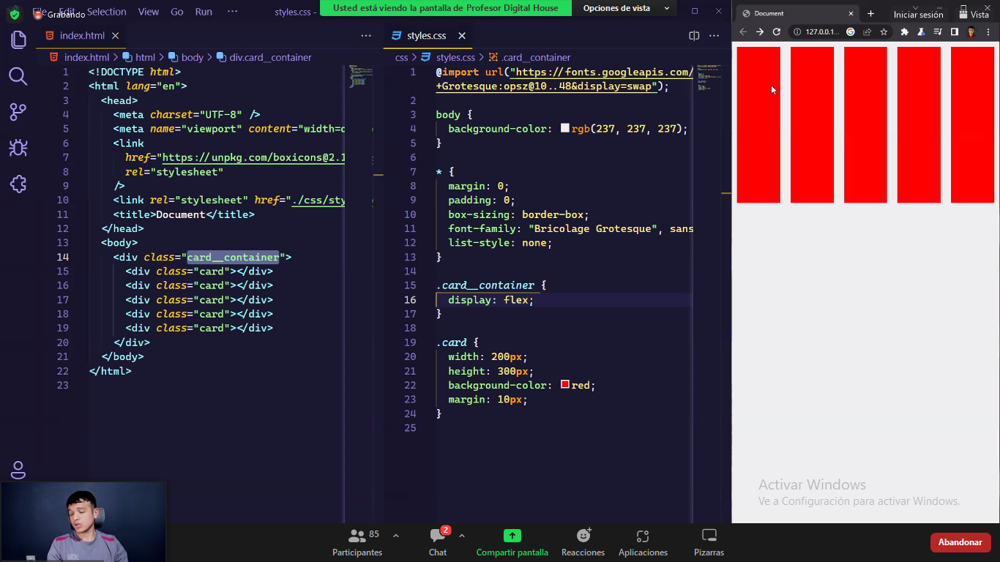 Grabando
File Edit Selection View Go Run ···
styles.css -
Usted está viendo la pantalla de Profesor Digital House
Opciones de vista
Document
Iniciar sesión
Vista
127.0.0.1...
index.html
styles.css
index.html > html > body > div.card__container
css > styles.css > .card__container
1 <!DOCTYPE html>
2 <html lang="en">
3 <head>
4 <meta charset="UTF-8" />
5 <meta name="viewport" content="width=
6 <link
7 href="https://unpkg.com/boxicons@2.1
8 rel="stylesheet"
9 />
10 <link rel="stylesheet" href="./css/sty
11 <title>Document</title>
12 </head>
13 <body>
14 <div class="card__container">
15 <div class="card"></div>
16 <div class="card"></div>
17 <div class="card"></div>
18 <div class="card"></div>
19 <div class="card"></div>
20 </div>
21 </body>
22 </html>
23
1 @import url("https://fonts.googleapis.com/
+Grotesque:opsz@10..48&display=swap");
2
3 body {
4 background-color: rgb(237, 237, 237);
5 }
6
7 * {
8 margin: 0;
9 padding: 0;
10 box-sizing: border-box;
11 font-family: "Bricolage Grotesque", sans
12 list-style: none;
13 }
14
15 .card__container {
16 display: flex;
17 }
18
19 .card {
20 width: 200px;
21 height: 300px;
22 background-color: red;
23 margin: 10px;
24 }
25
Activar Windows
Ve a Configuración para activar Windows.
85
2
Participantes
Chat
Compartir pantalla
Reacciones
Aplicaciones
Pizarras
Abandonar